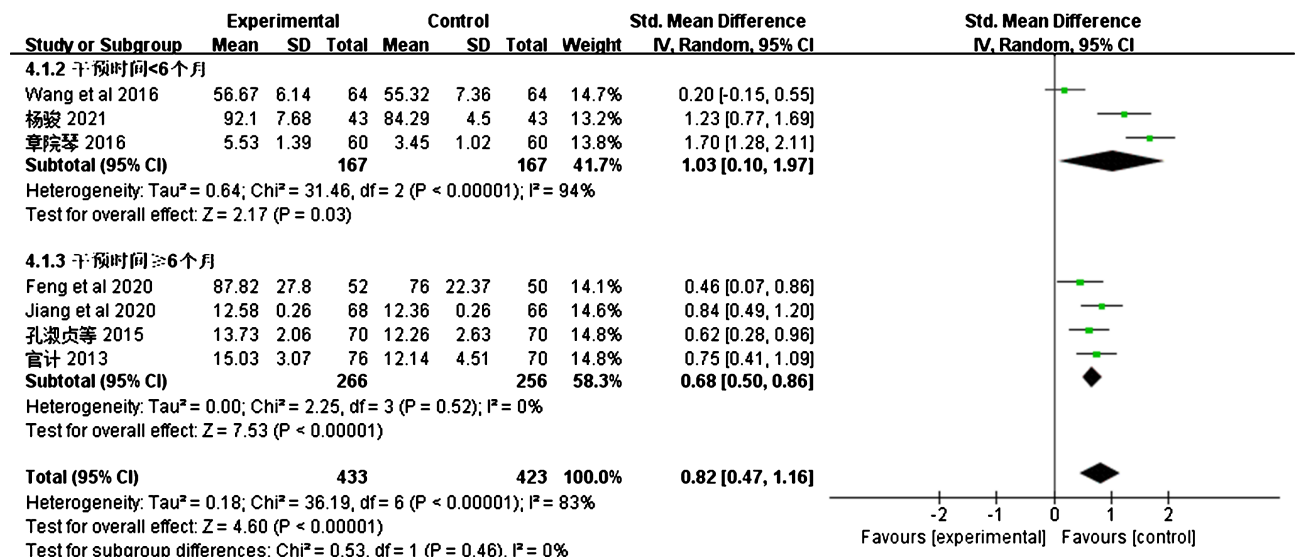 Experimental Control Std. Mean Difference Std. Mean Difference
Study or Subgroup Mean SD Total Mean SD Total Weight IV, Random, 95% CI IV, Random, 95% CI
4.1.2 干预时间<6个月
Wang et al 2016 56.67 6.14 64 55.32 7.36 64 14.7% 0.20 [-0.15, 0.55]
杨骏 2021 92.1 7.68 43 84.29 4.5 43 13.2% 1.23 [0.77, 1.69]
章院琴 2016 5.53 1.39 60 3.45 1.02 60 13.8% 1.70 [1.28, 2.11]
Subtotal (95% CI) 167 167 41.7% 1.03 [0.10, 1.97]
Heterogeneity: Tau² = 0.64; Chi² = 31.46, df = 2 (P < 0.00001); I² = 94%
Test for overall effect: Z = 2.17 (P = 0.03)
4.1.3 干预时间≥6个月
Feng et al 2020 87.82 27.8 52 76 22.37 50 14.1% 0.46 [0.07, 0.86]
Jiang et al 2020 12.58 0.26 68 12.36 0.26 66 14.6% 0.84 [0.49, 1.20]
孔淑贞等 2015 13.73 2.06 70 12.26 2.63 70 14.8% 0.62 [0.28, 0.96]
官计 2013 15.03 3.07 76 12.14 4.51 70 14.8% 0.75 [0.41, 1.09]
Subtotal (95% CI) 266 256 58.3% 0.68 [0.50, 0.86]
Heterogeneity: Tau² = 0.00; Chi² = 2.25, df = 3 (P = 0.52); I² = 0%
Test for overall effect: Z = 7.53 (P < 0.00001)
Total (95% CI) 433 423 100.0% 0.82 [0.47, 1.16]
Heterogeneity: Tau² = 0.18; Chi² = 36.19, df = 6 (P < 0.00001); I² = 83%
Test for overall effect: Z = 4.60 (P < 0.00001)
Test for subgroup differences: Chi² = 0.53, df = 1 (P = 0.46), I² = 0%
-2 -1 0 1 2
Favours [experimental] Favours [control]